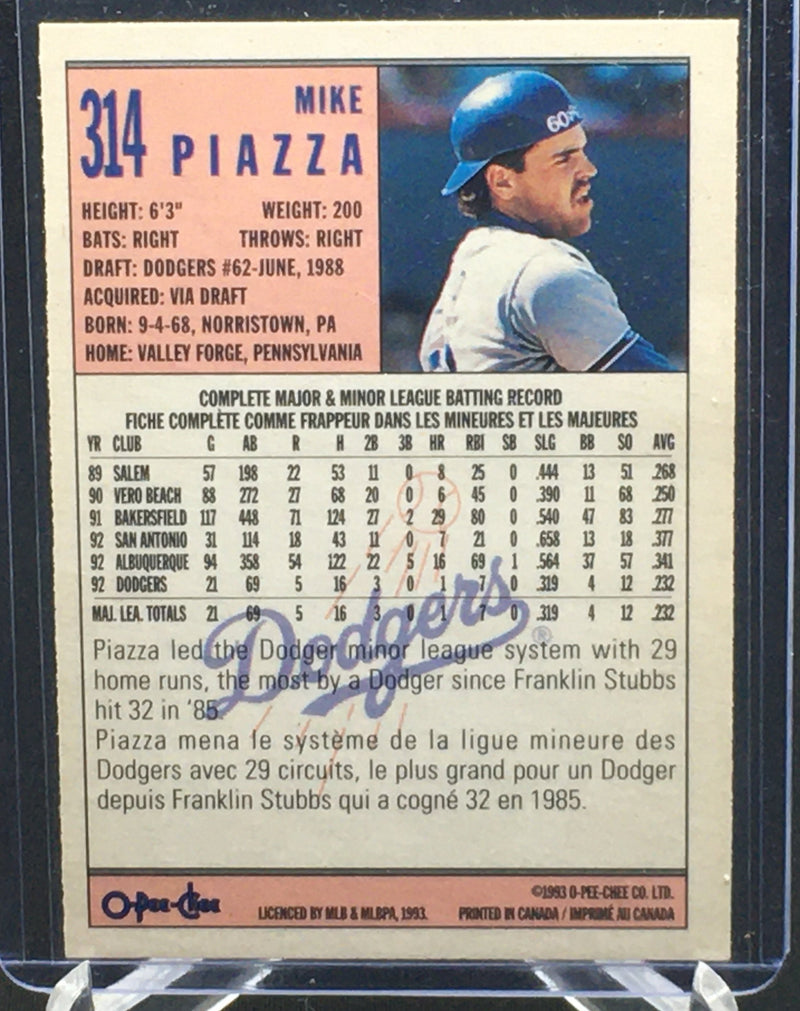 314
MIKE
PIAZZA
HEIGHT: 6'3" WEIGHT: 200
BATS: RIGHT THROWS: RIGHT
DRAFT: DODGERS #62-JUNE, 1988
ACQUIRED: VIA DRAFT
BORN: 9-4-68, NORRISTOWN, PA
HOME: VALLEY FORGE, PENNSYLVANIA
COMPLETE MAJOR & MINOR LEAGUE BATTING RECORD
FICHE COMPLÈTE COMME FRAPPEUR DANS LES MINEURES ET LES MAJEURES
YR CLUB G AB R H 2B 3B HR RBI SB SLG BB SO AVG
89 SALEM 57 198 22 53 11 0 8 25 0 .444 13 51 .268
90 VERO BEACH 88 272 27 68 20 0 6 45 0 .390 11 68 .250
91 BAKERSFIELD 117 448 71 124 27 2 29 80 0 .540 47 83 .277
92 SAN ANTONIO 31 114 18 43 11 0 7 21 0 .658 13 18 .377
92 ALBUQUERQUE 94 358 54 122 22 5 16 69 1 .564 37 57 .341
92 DODGERS 21 69 5 16 3 0 1 7 0 .319 4 12 .232
MAJ. LEA. TOTALS 21 69 5 16 3 0 1 7 0 .319 4 12 .232
Dodgers ®
Piazza led the Dodger minor league system with 29
home runs, the most by a Dodger since Franklin Stubbs
hit 32 in '85.
Piazza mena le système de la ligue mineure des
Dodgers avec 29 circuits, le plus grand pour un Dodger
depuis Franklin Stubbs qui a cogné 32 en 1985.
O-Pee-Chee
©1993 O-PEE-CHEE CO. LTD.
LICENCED BY MLB & MLBPA, 1993. PRINTED IN CANADA / IMPRIMÉ AU CANADA